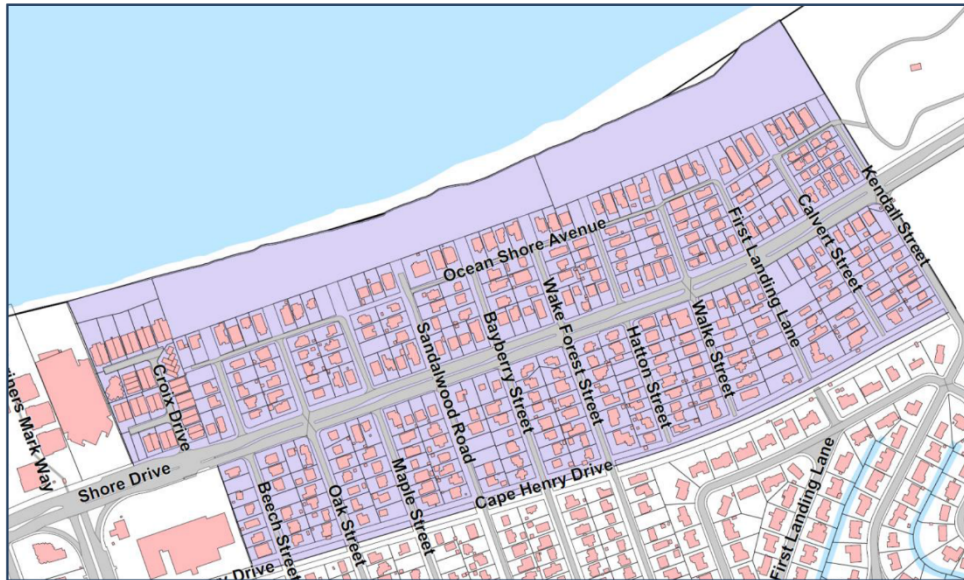 Ocean Shore Avenue
Kendall Street
Calvert Street
First Landing Lane
Walke Street
Hatton Street
Wake Forest Street
Bayberry Street
Sandalwood Road
Croix Drive
Mark Way
Shore Drive
Cape Henry Drive
Maple Street
Oak Street
Beech Street
First Landing Lane
Drive